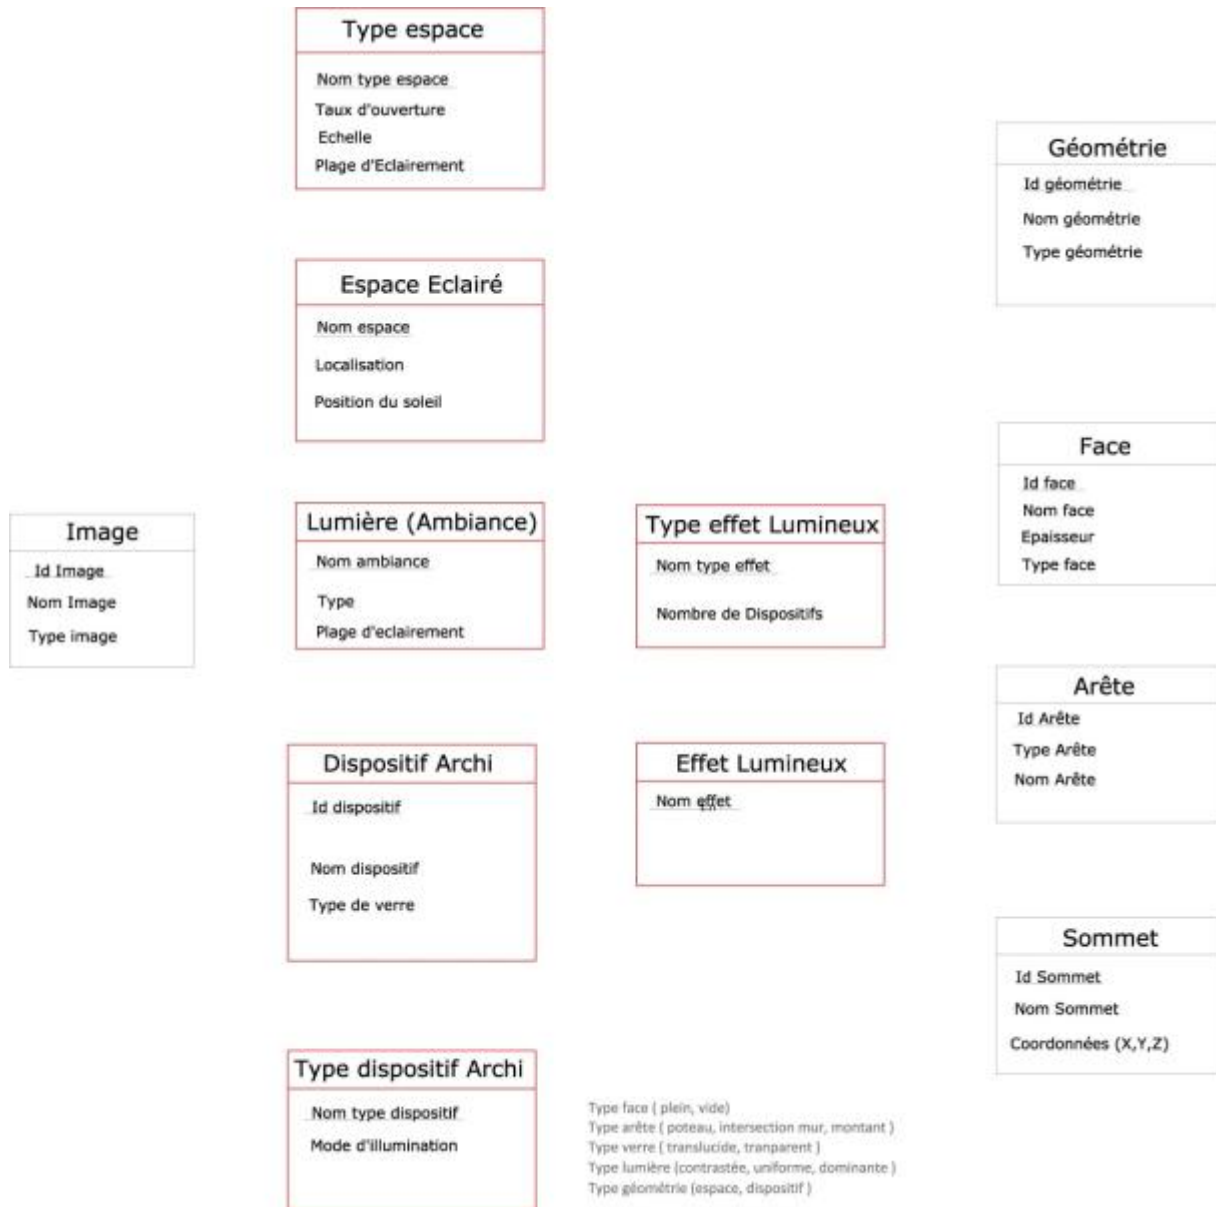 Type espace
Nom type espace
Taux d'ouverture
Echelle
Plage d'Eclairement
Géométrie
Id géométrie
Nom géométrie
Type géométrie
Espace Eclairé
Nom espace
Localisation
Position du soleil
Face
Id face
Nom face
Epaisseur
Type face
Image
Id Image
Nom Image
Type image
Lumière (Ambiance)
Nom ambiance
Type
Plage d'eclairement
Type effet Lumineux
Nom type effet
Nombre de Dispositifs
Arête
Id Arête
Type Arête
Nom Arête
Dispositif Archi
Id dispositif
Nom dispositif
Type de verre
Effet Lumineux
Nom effet
Sommet
Id Sommet
Nom Sommet
Coordonnées (X,Y,Z)
Type dispositif Archi
Nom type dispositif
Mode d'illumination
Type face ( plein, vide)
Type arête ( poteau, intersection mur, montant )
Type verre ( translucide, tranparent )
Type lumière (contrastée, uniforme, dominante )
Type géométrie (espace, dispositif )